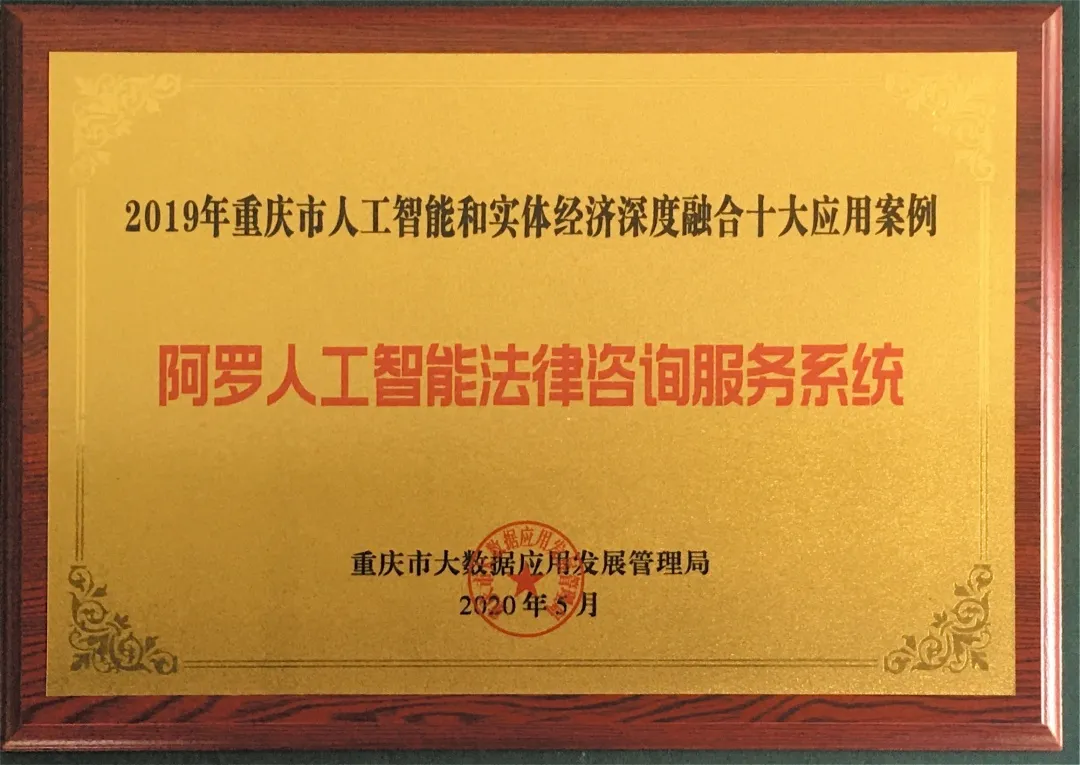 2019年重庆市人工智能和实体经济深度融合十大应用案例
阿罗人工智能法律咨询服务系统
重庆市大数据应用发展管理局
2020年5月